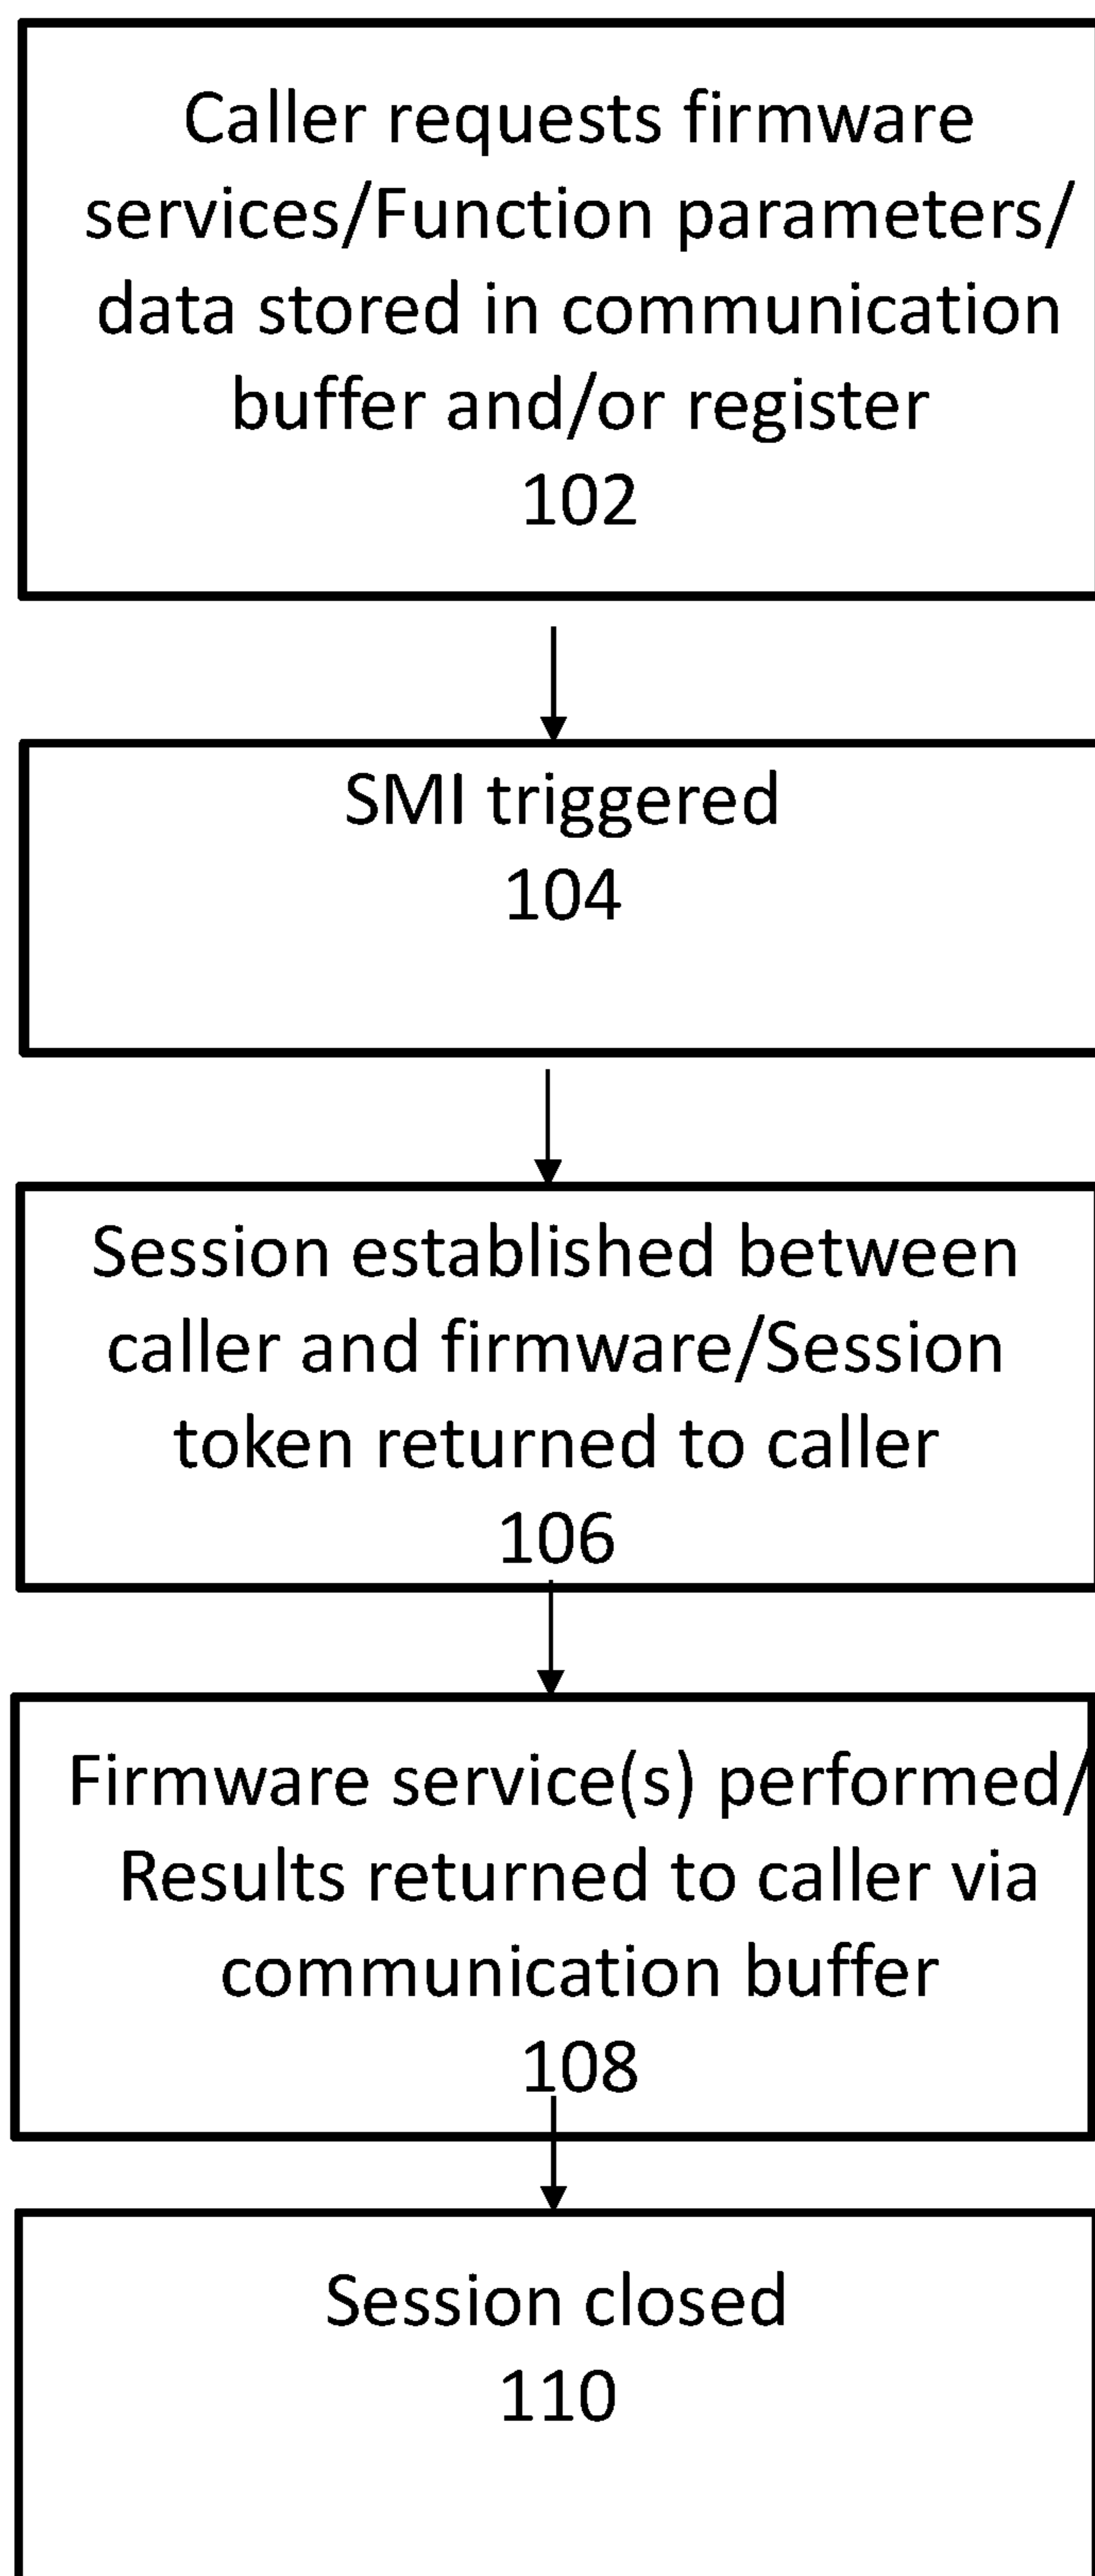 Caller requests firmware
services/Function parameters/
data stored in communication
buffer and/or register
102
SMI triggered
104
Session established between
caller and firmware/Session
token returned to caller
106
Firmware service(s) performed/
Results returned to caller via
communication buffer
108
Session closed
110